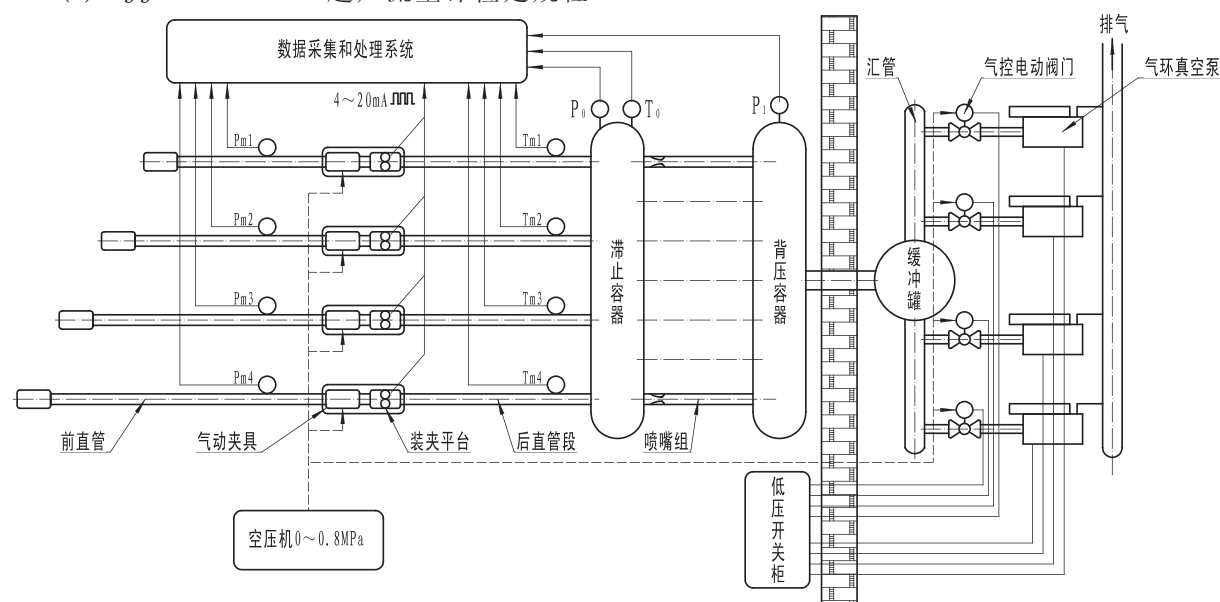 数据采集和处理系统
排气
汇管
气控电动阀门
气环真空泵
4～20mA
P₀
T₀
P₁
Pm1
Tm1
Pm2
Tm2
滞止容器
背压容器
缓冲罐
Pm3
Tm3
Pm4
Tm4
前直管
气动夹具
装夹平台
后直管段
喷嘴组
低压开关柜
空压机0～0.8MPa